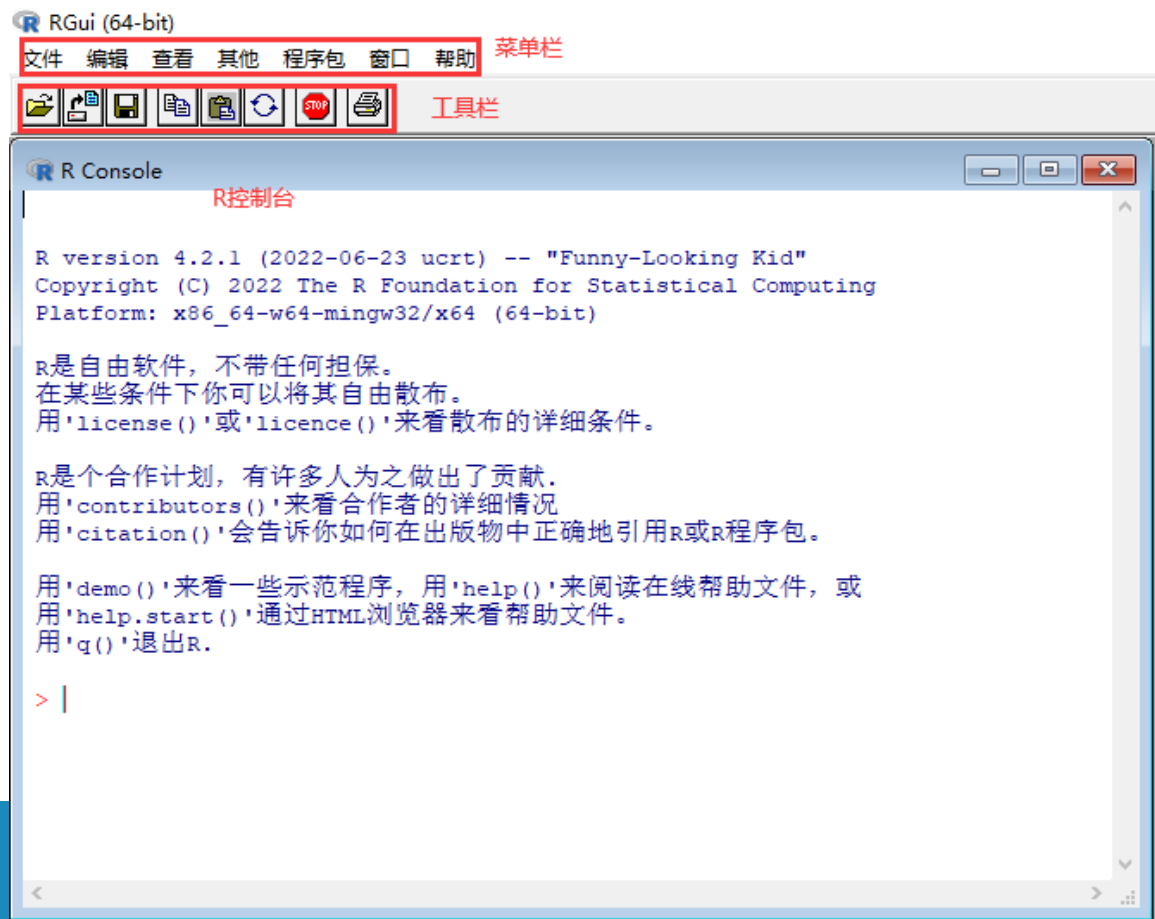 RGui (64-bit)
文件 编辑 查看 其他 程序包 窗口 帮助 菜单栏
STOP 工具栏
R Console
R控制台
R version 4.2.1 (2022-06-23 ucrt) -- "Funny-Looking Kid"
Copyright (C) 2022 The R Foundation for Statistical Computing
Platform: x86_64-w64-mingw32/x64 (64-bit)
R是自由软件，不带任何担保。
在某些条件下你可以将其自由散布。
用'license()'或'licence()'来看散布的详细条件。
R是个合作计划，有许多人为之做出了贡献.
用'contributors()'来看合作者的详细情况
用'citation()'会告诉你如何在出版物中正确地引用R或R程序包。
用'demo()'来看一些示范程序，用'help()'来阅读在线帮助文件，或
用'help.start()'通过HTML浏览器来看帮助文件。
用'q()'退出R.
>